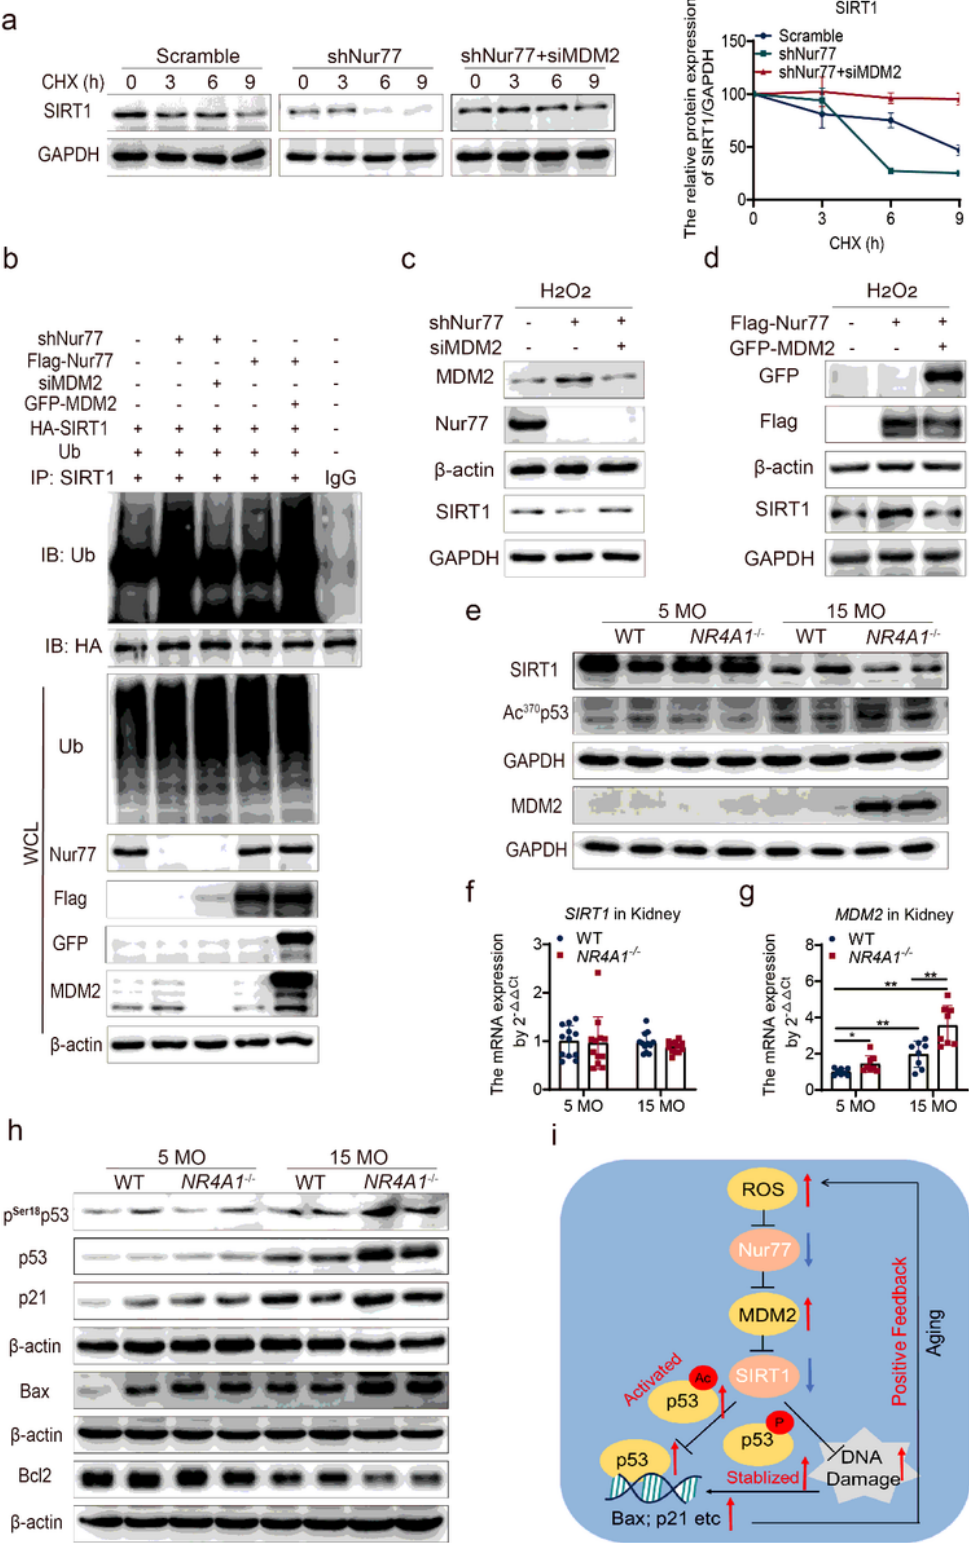 a
Scramble shNur77 shNur77+siMDM2
CHX (h) 0 3 6 9 0 3 6 9 0 3 6 9
SIRT1
GAPDH
SIRT1
The relative protein expression
of SIRT1/GAPDH
150
100
50
0
Scramble
shNur77
shNur77+siMDM2
0 3 6 9
CHX (h)
b
shNur77 - + + - - -
Flag-Nur77 - - - + + -
siMDM2 - - + - - -
GFP-MDM2 - - - - + -
HA-SIRT1 + + + + + -
Ub + + + + + -
IP: SIRT1 + + + + + IgG
IB: Ub
IB: HA
WCL
Ub
Nur77
Flag
GFP
MDM2
β-actin
c
H2O2
shNur77 - + +
siMDM2 - - +
MDM2
Nur77
β-actin
SIRT1
GAPDH
d
H2O2
Flag-Nur77 - + +
GFP-MDM2 - - +
GFP
Flag
β-actin
SIRT1
GAPDH
e
5 MO 15 MO
WT NR4A1-/- WT NR4A1-/-
SIRT1
Ac370p53
GAPDH
MDM2
GAPDH
f
SIRT1 in Kidney
The mRNA expression
by 2-△△Ct
3
2
1
0
WT
NR4A1-/-
5 MO 15 MO
g
MDM2 in Kidney
The mRNA expression
by 2-△△Ct
8
6
4
2
0
WT
NR4A1-/-
**
**
**
*
5 MO 15 MO
h
5 MO 15 MO
WT NR4A1-/- WT NR4A1-/-
pSer18p53
p53
p21
β-actin
Bax
β-actin
Bcl2
β-actin
i
ROS
Nur77
MDM2
SIRT1
Activated
Ac
p53
P
p53
p53
Stablized
DNA
Damage
Bax; p21 etc
Positive Feedback
Aging